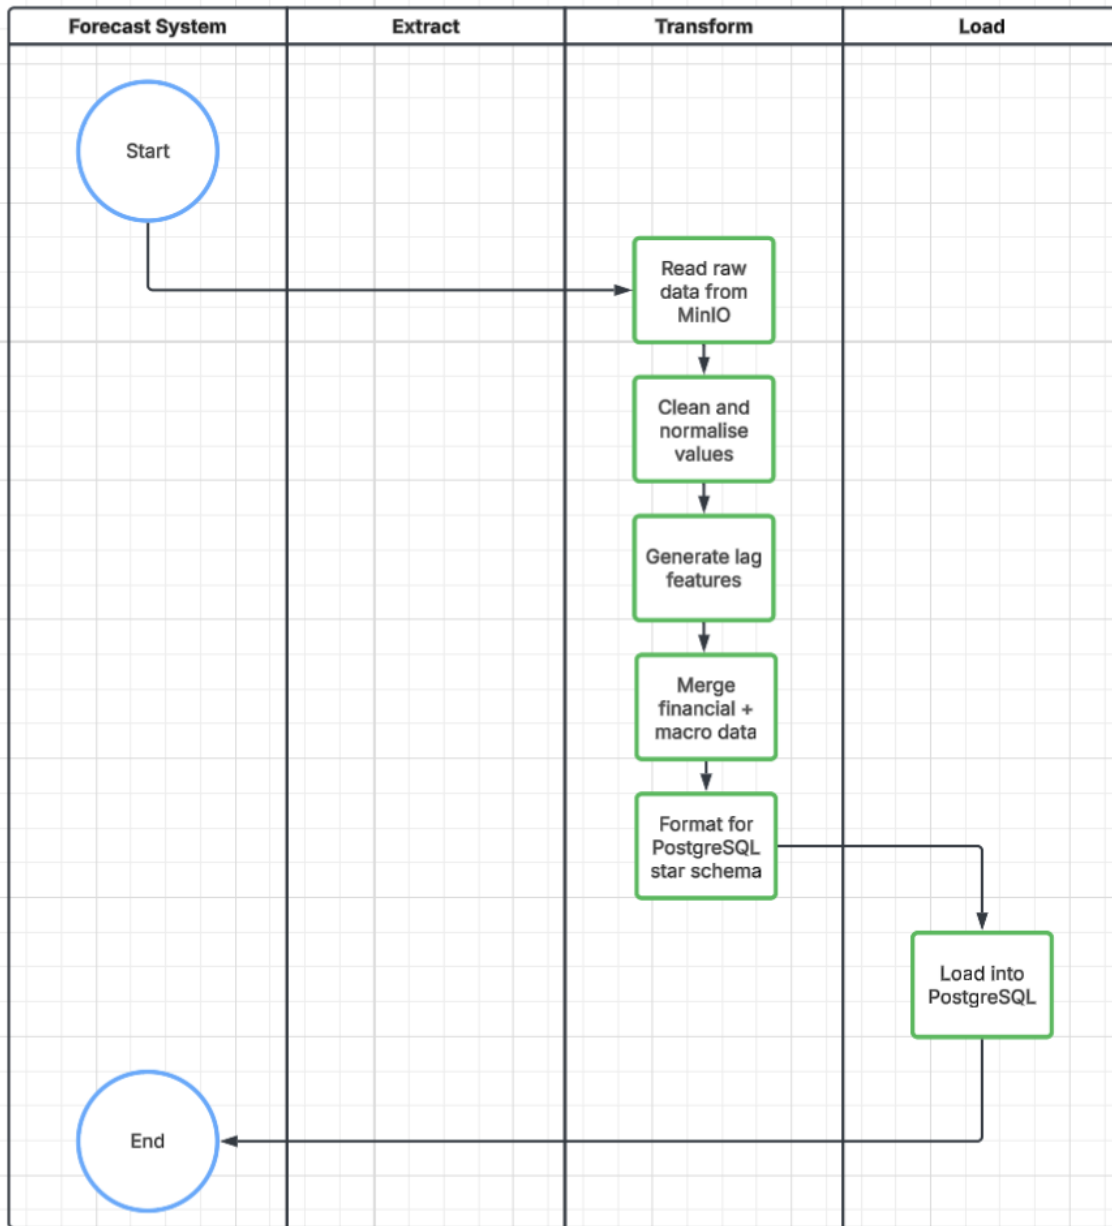 Forecast System
Extract
Transform
Load
Start
Read raw
data from
MinIO
Clean and
normalise
values
Generate lag
features
Merge
financial +
macro data
Format for
PostgreSQL
star schema
Load into
PostgreSQL
End